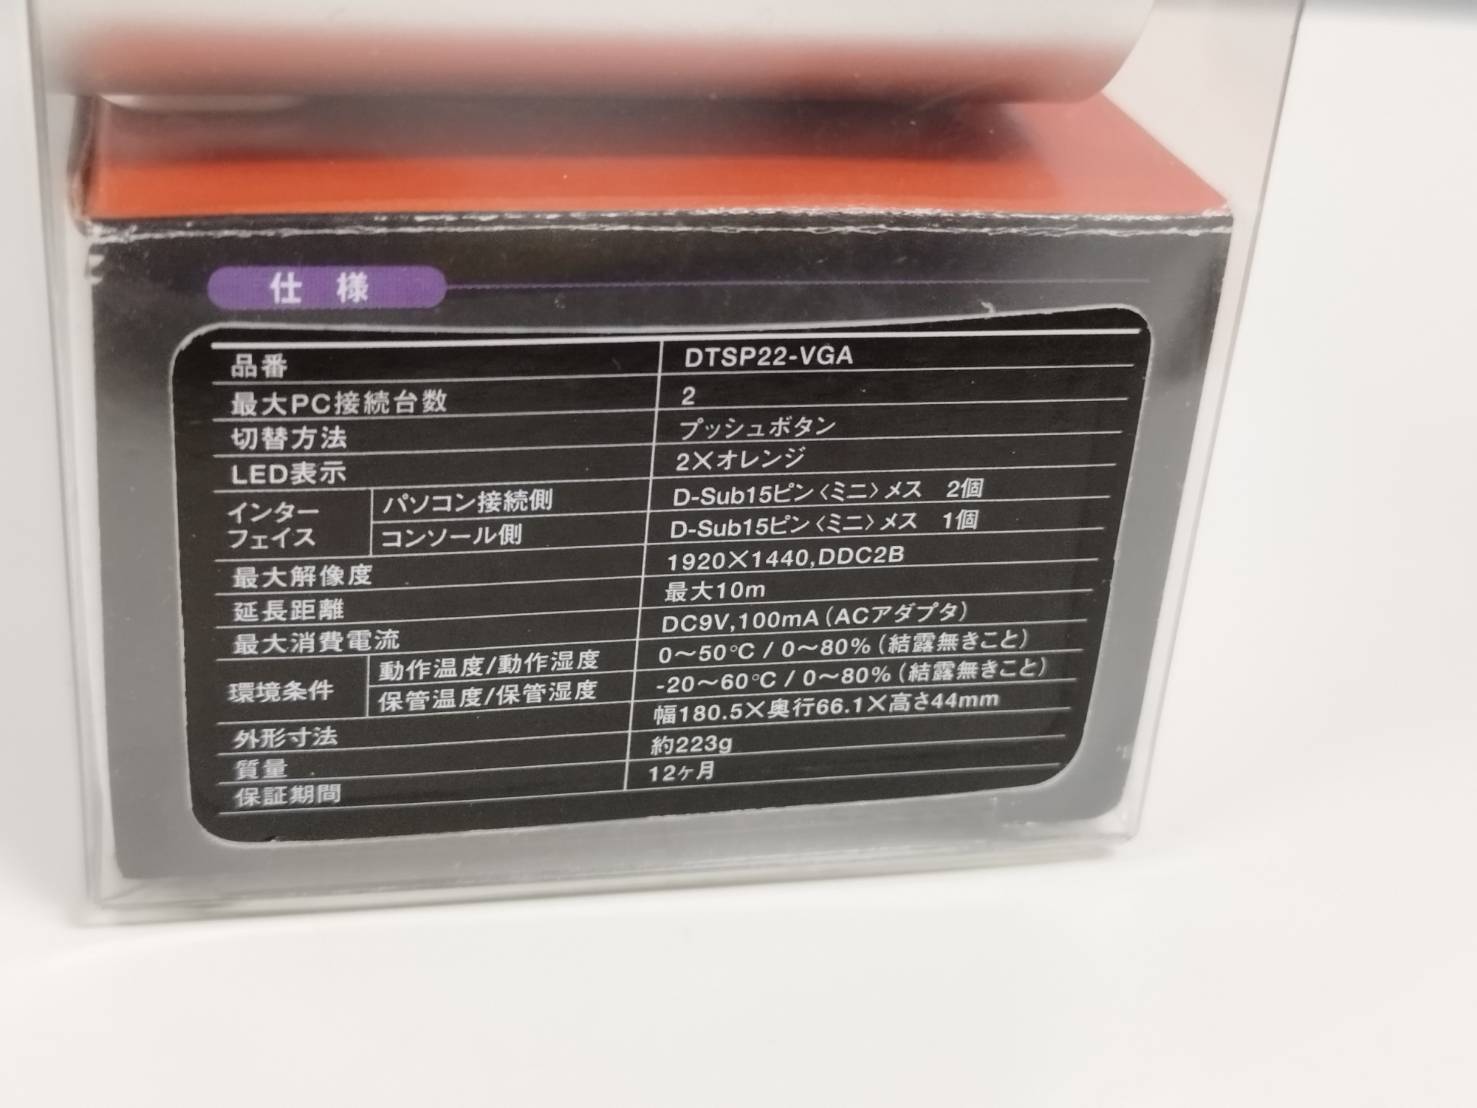 仕様
品番 DTSP22-VGA
最大PC接続台数 2
切替方法 プッシュボタン
LED表示 2×オレンジ
インターフェイス パソコン接続側 D-Sub15ピン〈ミニ〉メス 2個
コンソール側 D-Sub15ピン〈ミニ〉メス 1個
最大解像度 1920×1440,DDC2B
延長距離 最大10m
最大消費電流 DC9V,100mA(ACアダプタ)
環境条件 動作温度/動作湿度 0～50℃ / 0～80%(結露無きこと)
保管温度/保管湿度 -20～60℃ / 0～80%(結露無きこと)
外形寸法 幅180.5×奥行66.1×高さ44mm
質量 約223g
保証期間 12ヶ月